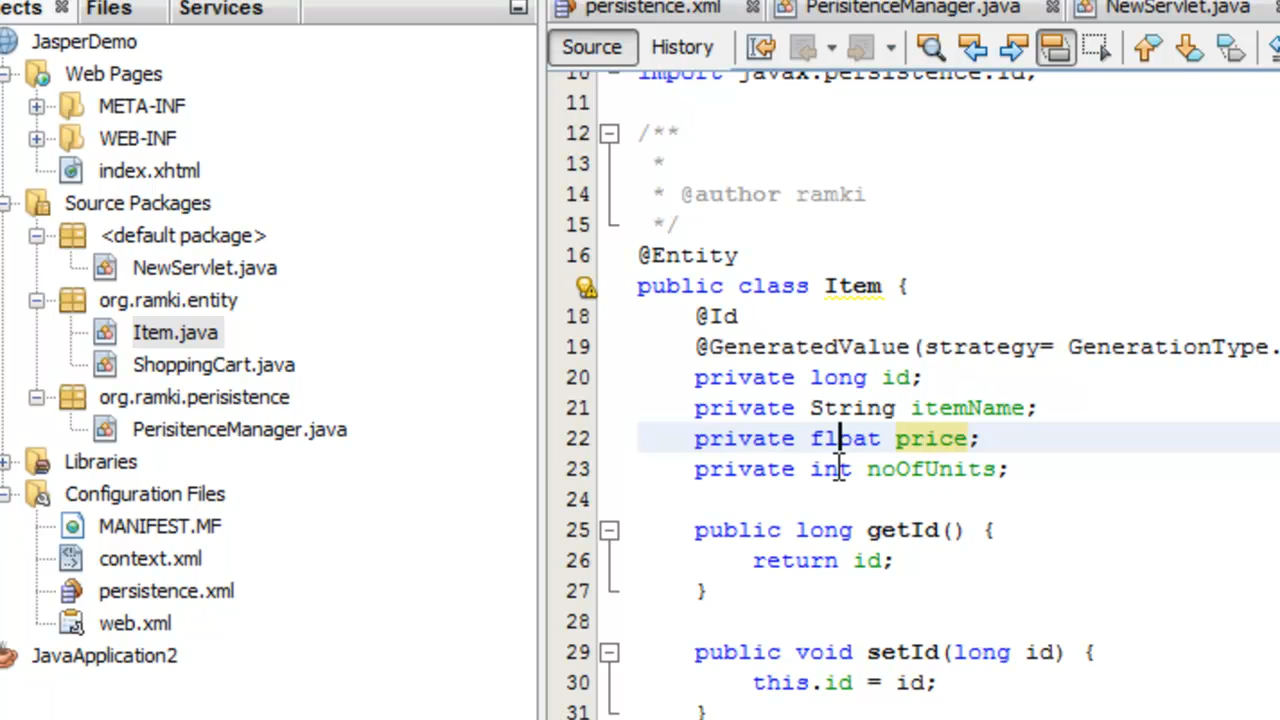 ects Files Services
JasperDemo
Web Pages
META-INF
WEB-INF
index.xhtml
Source Packages
<default package>
NewServlet.java
org.ramki.entity
Item.java
ShoppingCart.java
org.ramki.perisistence
PerisitenceManager.java
Libraries
Configuration Files
MANIFEST.MF
context.xml
persistence.xml
web.xml
JavaApplication2
persistence.xml PerisitenceManager.java NewServlet.java
Source History
10 import javax.persistence.Id;
11
12 /**
13 *
14 * @author ramki
15 */
16 @Entity
public class Item {
18 @Id
19 @GeneratedValue(strategy= GenerationType.
20 private long id;
21 private String itemName;
22 private float price;
23 private int noOfUnits;
24
25 public long getId() {
26 return id;
27 }
28
29 public void setId(long id) {
30 this.id = id;
31 }